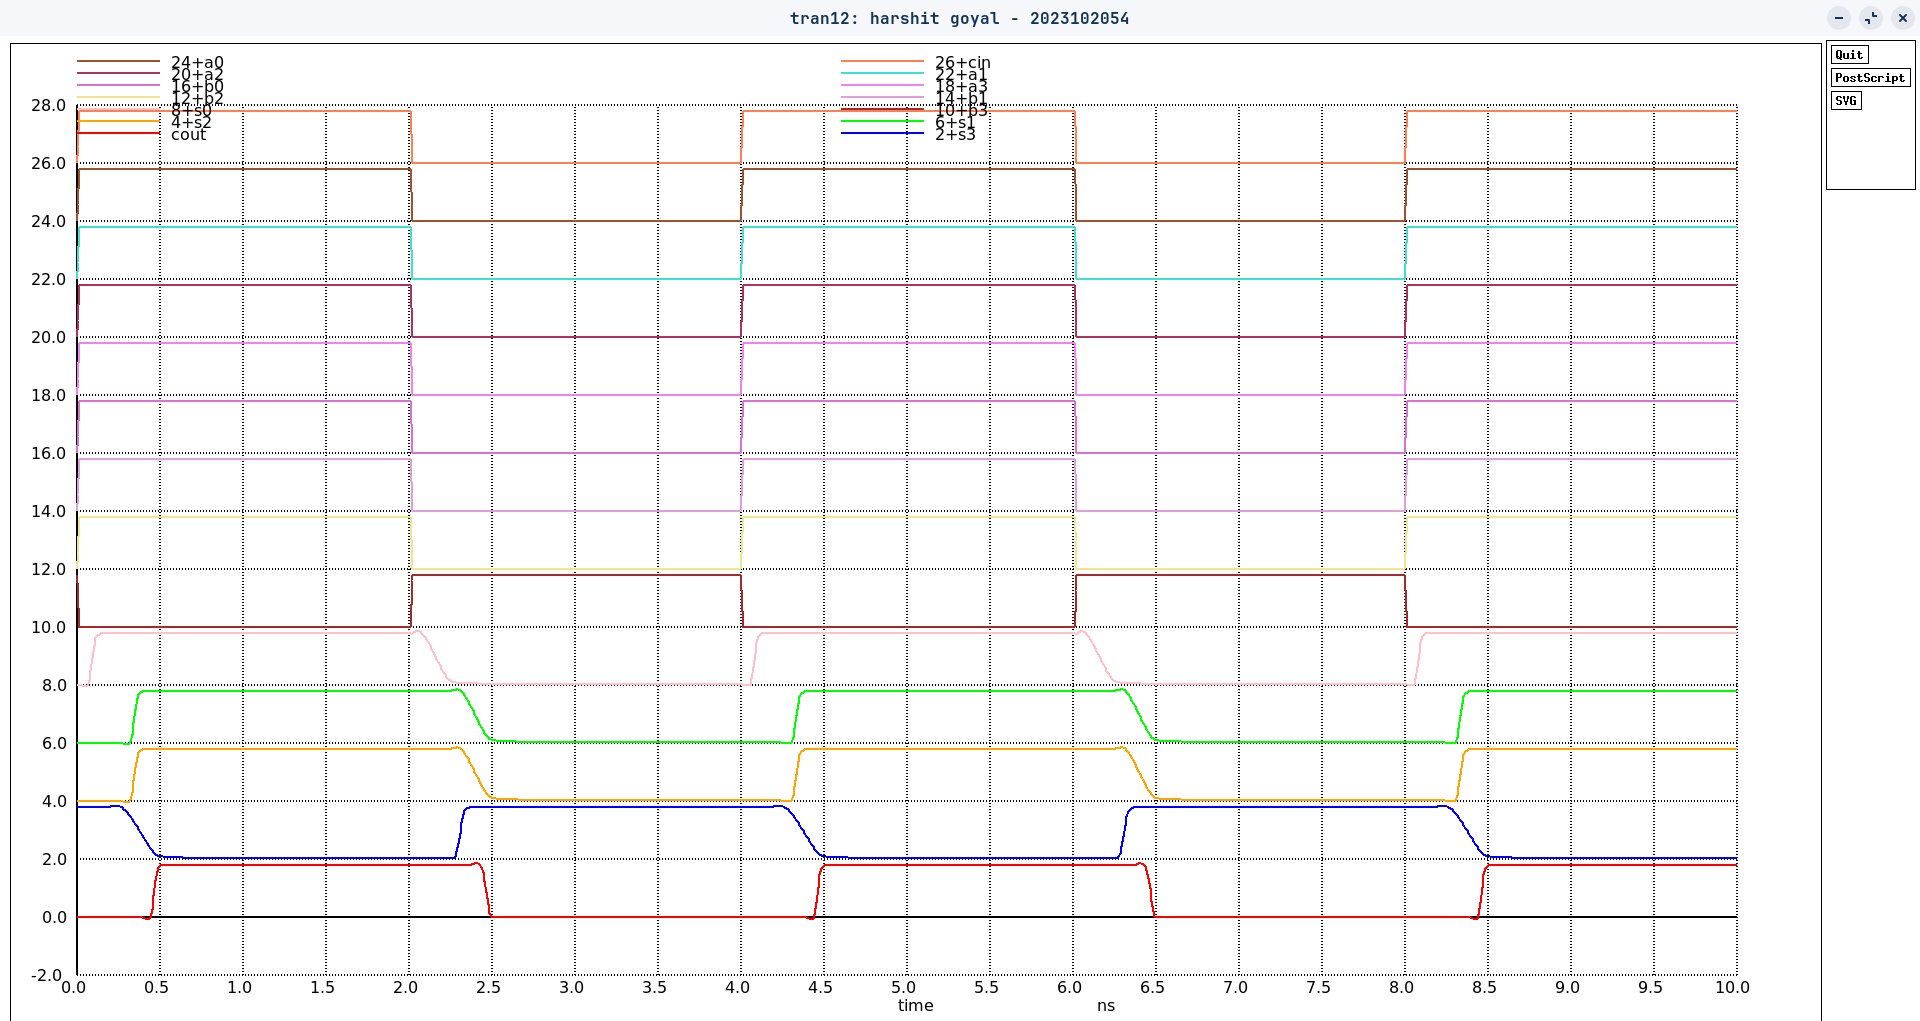 tran12: harshit goyal - 2023102054
Quit
PostScript
SVG
24+a0 26+cin
20+a2 22+a1
16+b0 18+a3
12+b2 14+b1
8+s0 10+b3
4+s2 6+s1
cout 2+s3
28.0
26.0
24.0
22.0
20.0
18.0
16.0
14.0
12.0
10.0
8.0
6.0
4.0
2.0
0.0
-2.0
0.0 0.5 1.0 1.5 2.0 2.5 3.0 3.5 4.0 4.5 5.0 5.5 6.0 6.5 7.0 7.5 8.0 8.5 9.0 9.5 10.0
time ns